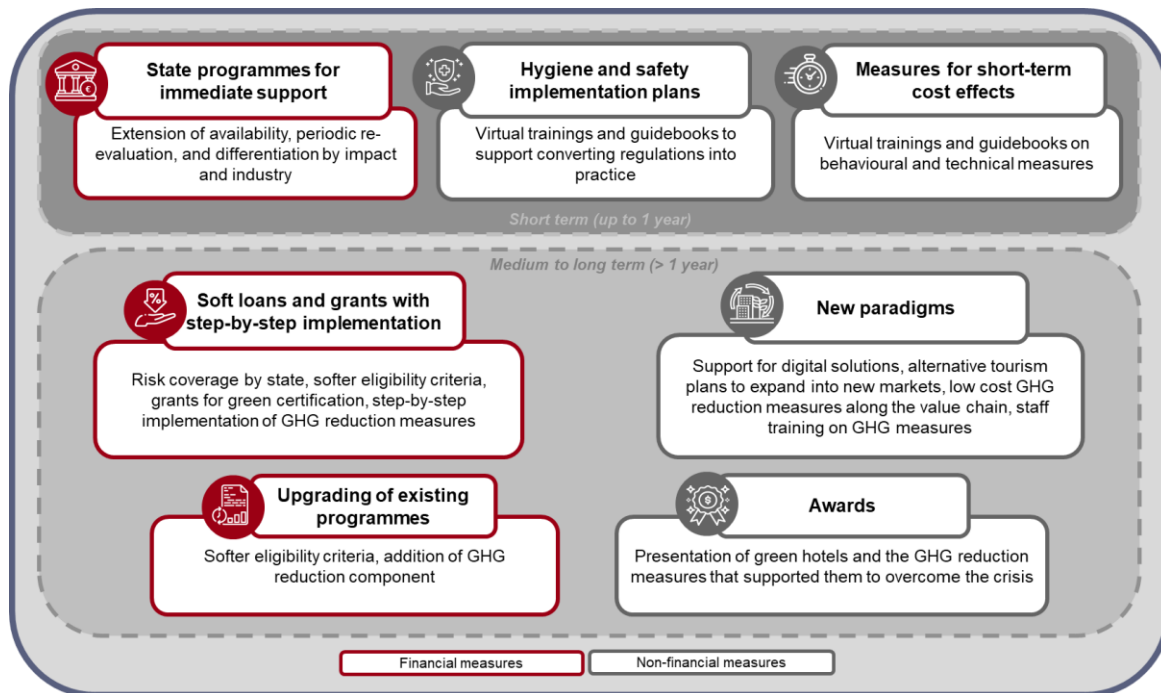 State programmes for
immediate support
Extension of availability, periodic re-
evaluation, and differentiation by impact
and industry
Hygiene and safety
implementation plans
Virtual trainings and guidebooks to
support converting regulations into
practice
Measures for short-term
cost effects
Virtual trainings and guidebooks on
behavioural and technical measures
Short term (up to 1 year)
Medium to long term (> 1 year)
Soft loans and grants with
step-by-step implementation
Risk coverage by state, softer eligibility criteria,
grants for green certification, step-by-step
implementation of GHG reduction measures
New paradigms
Support for digital solutions, alternative tourism
plans to expand into new markets, low cost GHG
reduction measures along the value chain, staff
training on GHG measures
Upgrading of existing
programmes
Softer eligibility criteria, addition of GHG
reduction component
Awards
Presentation of green hotels and the GHG reduction
measures that supported them to overcome the crisis
Financial measures
Non-financial measures